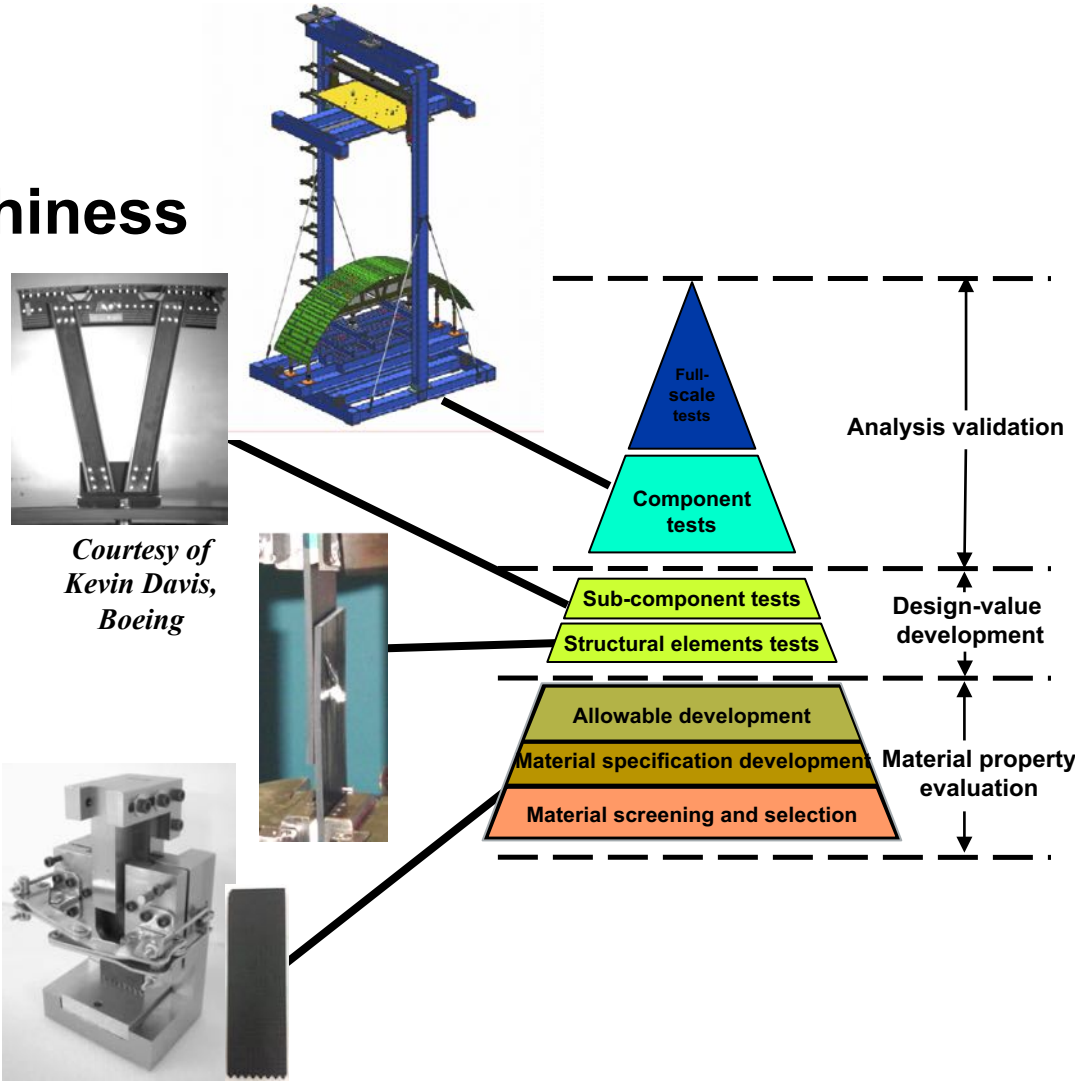 hiness
Full-
scale
tests
Analysis validation
Component
tests
Courtesy of
Kevin Davis,
Boeing
Sub-component tests
Structural elements tests
Design-value
development
Allowable development
Material specification development
Material screening and selection
Material property
evaluation